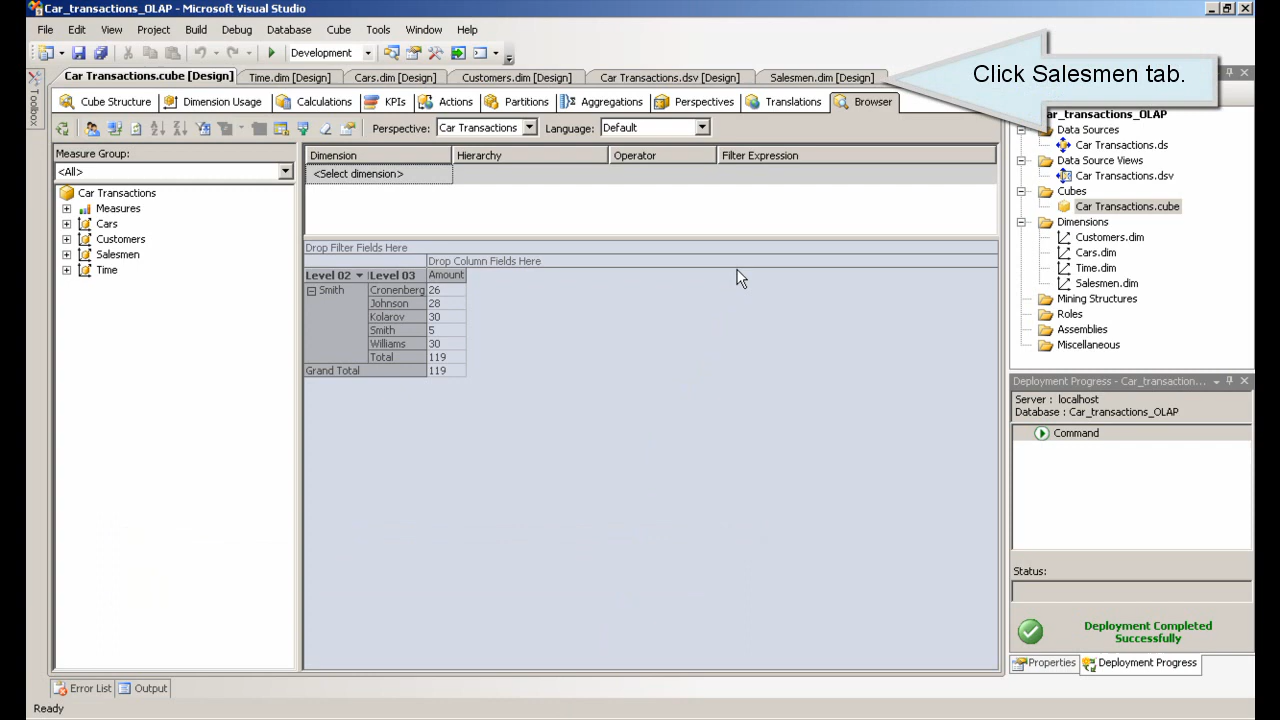 Car_transactions_OLAP - Microsoft Visual Studio
File Edit View Project Build Debug Database Cube Tools Window Help
Development
Car Transactions.cube [Design] Time.dim [Design] Cars.dim [Design] Customers.dim [Design] Car Transactions.dsv [Design] Salesmen.dim [Design]
Click Salesmen tab.
Toolbox
Cube Structure Dimension Usage Calculations KPIs Actions Partitions Aggregations Perspectives Translations Browser
Perspective: Car Transactions Language: Default
Measure Group:
<All>
Car Transactions
Measures
Cars
Customers
Salesmen
Time
Dimension Hierarchy Operator Filter Expression
<Select dimension>
Drop Filter Fields Here
Drop Column Fields Here
Level 02 Level 03 Amount
Smith Cronenberg 26
Johnson 28
Kolarov 30
Smith 5
Williams 30
Total 119
Grand Total 119
ar_transactions_OLAP
Data Sources
Car Transactions.ds
Data Source Views
Car Transactions.dsv
Cubes
Car Transactions.cube
Dimensions
Customers.dim
Cars.dim
Time.dim
Salesmen.dim
Mining Structures
Roles
Assemblies
Miscellaneous
Deployment Progress - Car_transaction...
Server : localhost
Database : Car_transactions_OLAP
Command
Status:
Deployment Completed
Successfully
Properties Deployment Progress
Error List Output
Ready